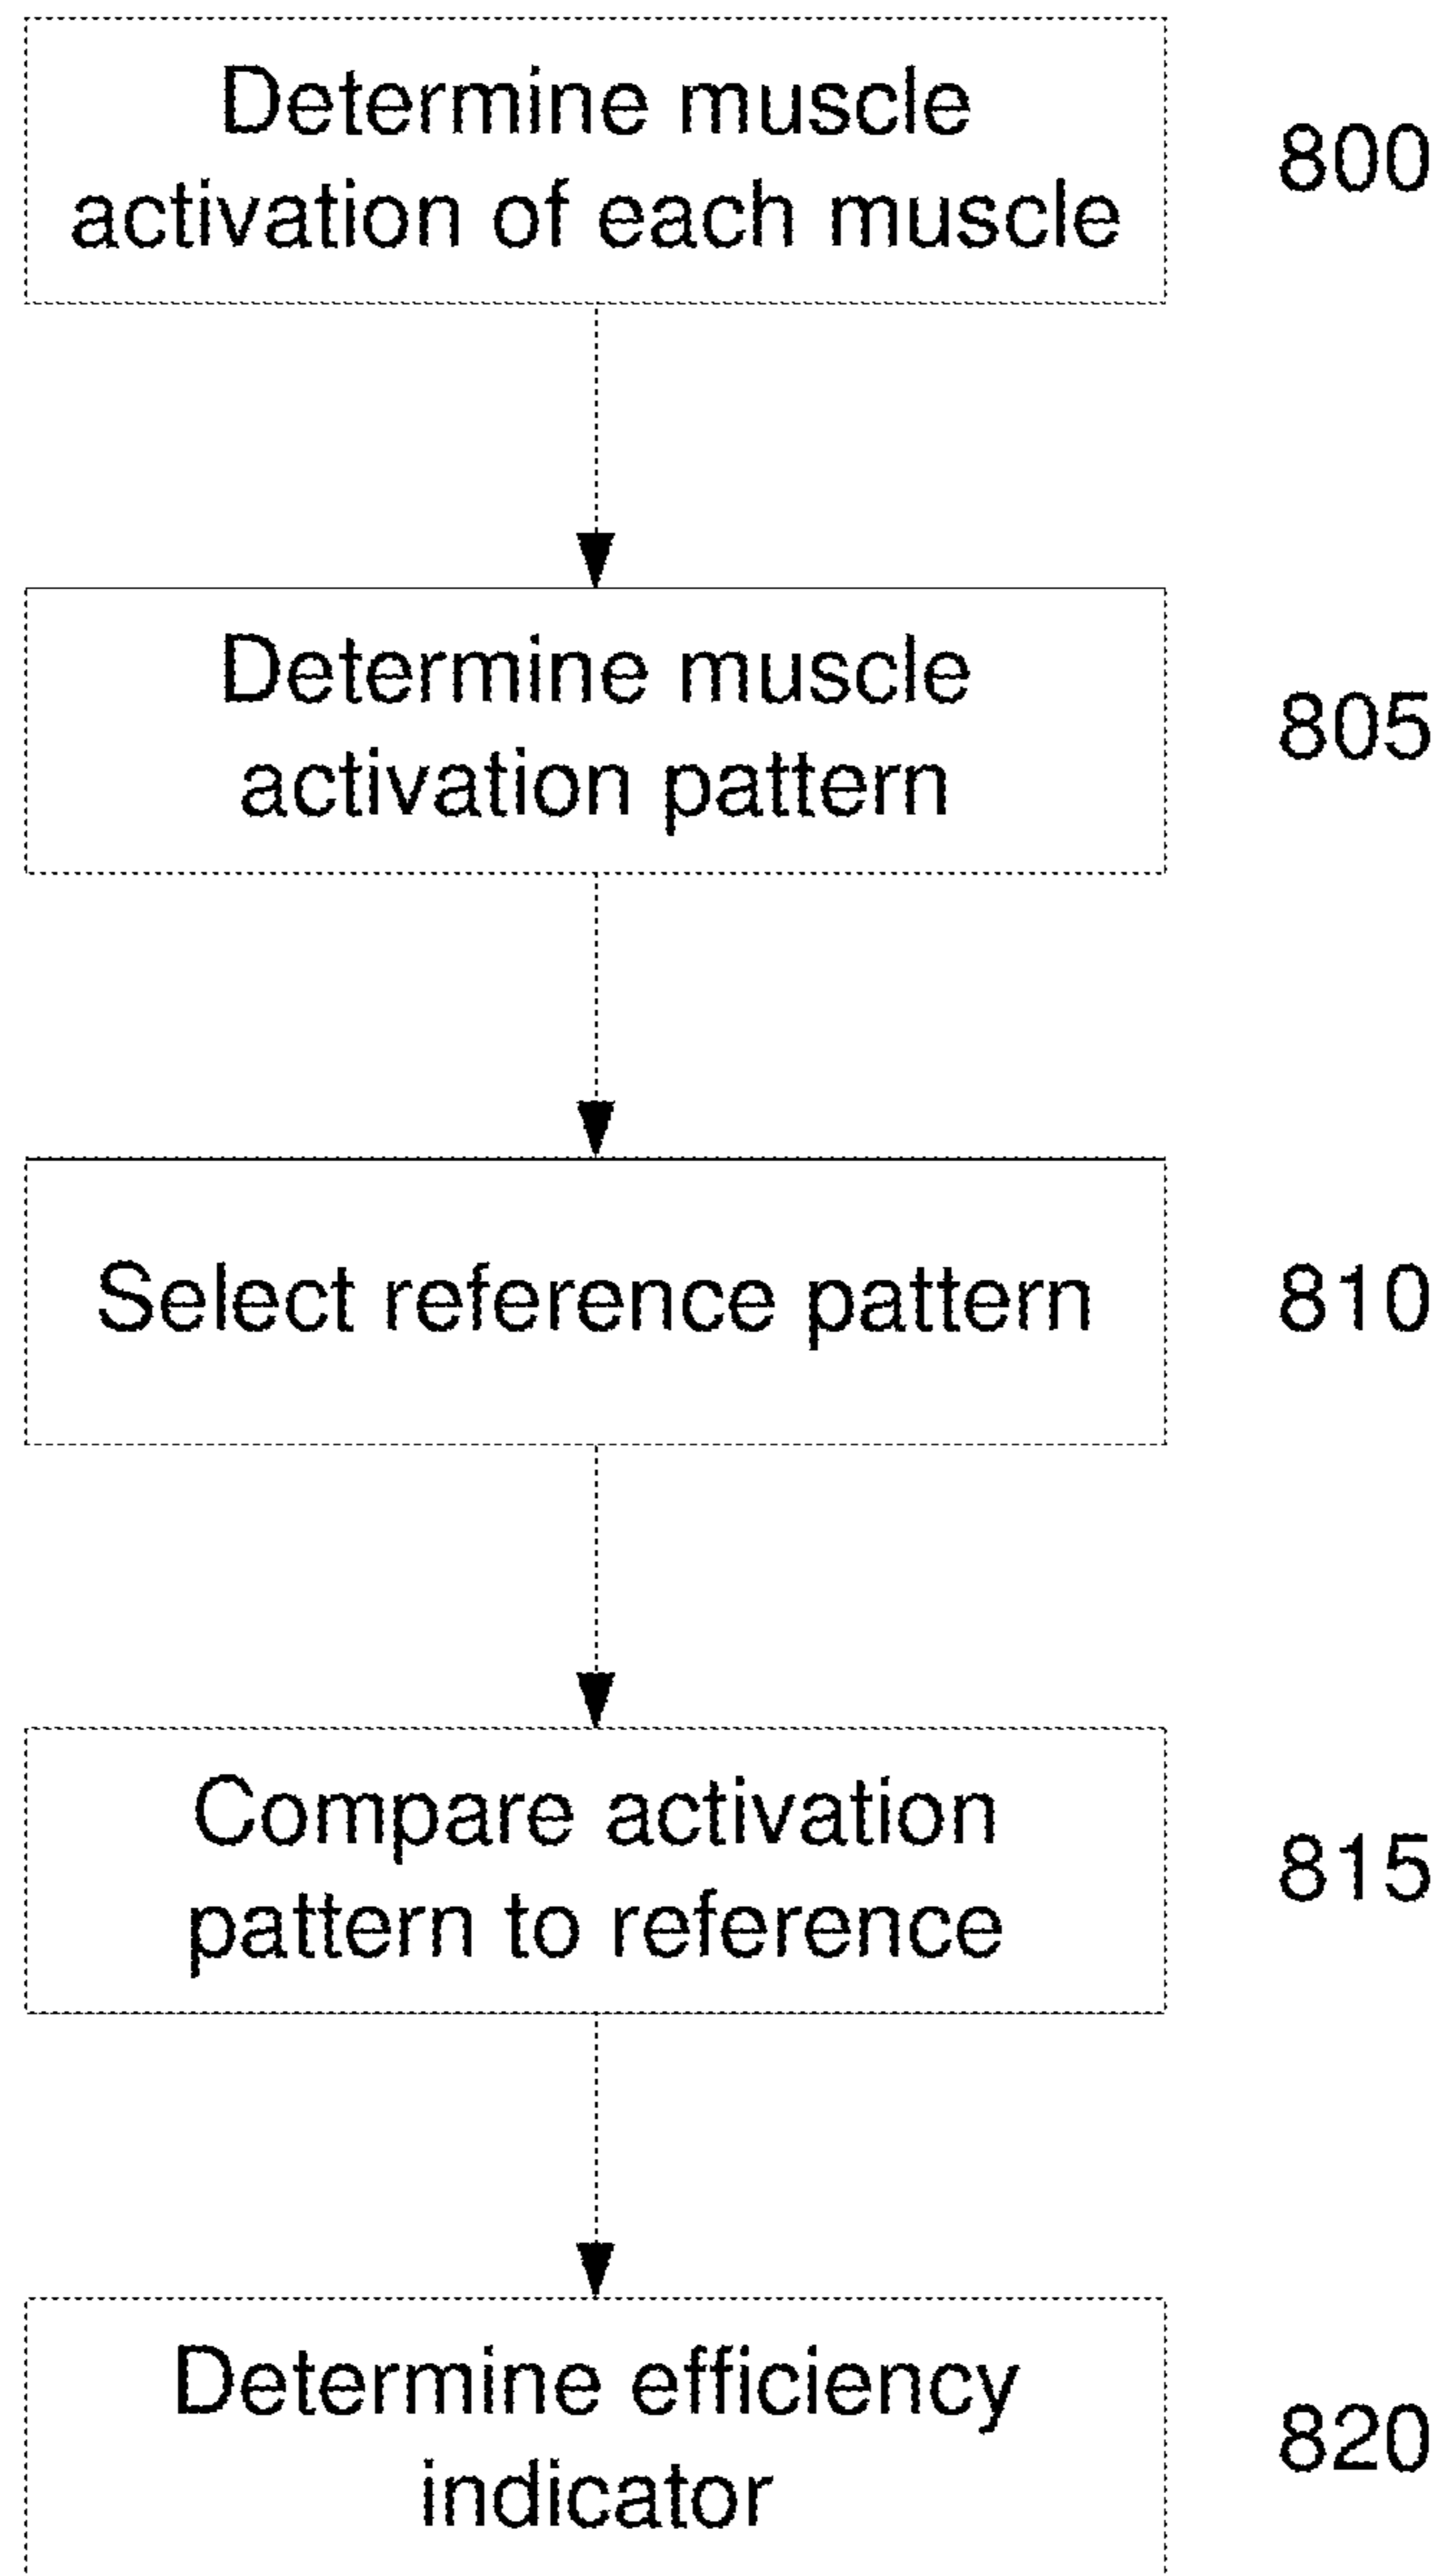 Determine muscle
activation of each muscle
800
Determine muscle
activation pattern
805
Select reference pattern
810
Compare activation
pattern to reference
815
Determine efficiency
indicator
820